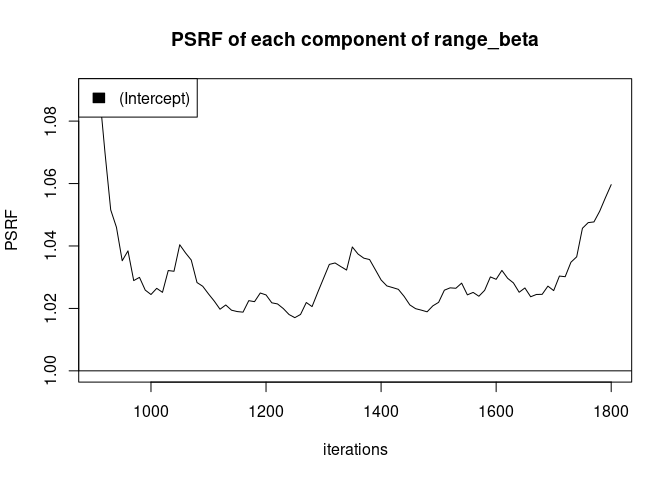 PSRF of each component of range_beta
(Intercept)
PSRF
1.08
1.06
1.04
1.02
1.00
1000 1200 1400 1600 1800
iterations